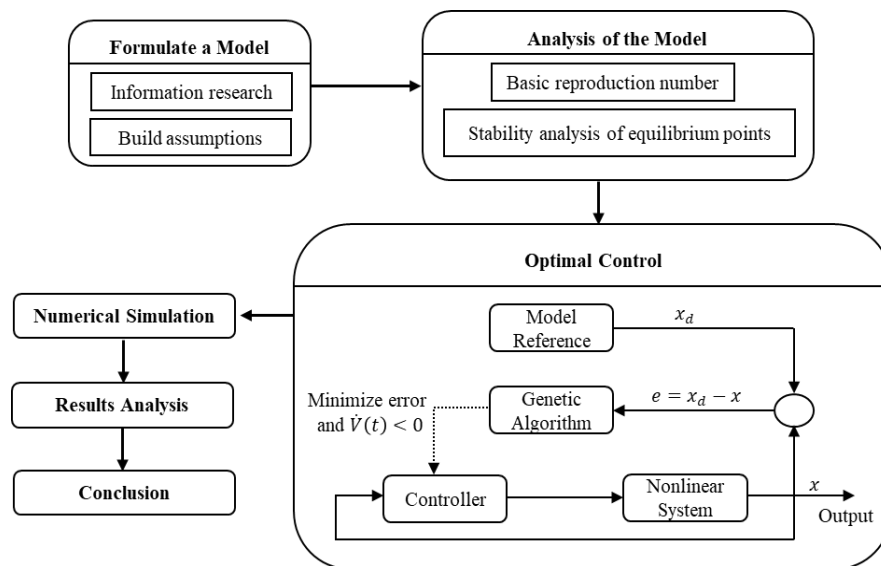 Formulate a Model
Information research
Build assumptions
Analysis of the Model
Basic reproduction number
Stability analysis of equilibrium points
Optimal Control
Model
Reference
x_d
Genetic
Algorithm
e = x_d − x
Minimize error
and V̇(t) < 0
Controller
Nonlinear
System
x
Output
Numerical Simulation
Results Analysis
Conclusion